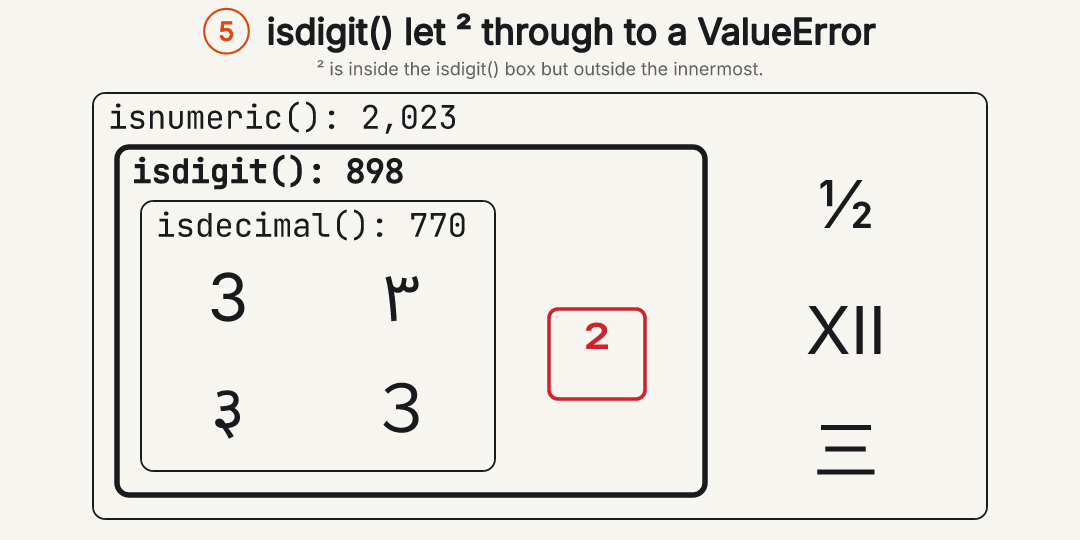 5 isdigit() let ² through to a ValueError
² is inside the isdigit() box but outside the innermost.
isnumeric(): 2,023
isdigit(): 898
isdecimal(): 770
½
3 ٣
²
Ⅻ
३ 3
三